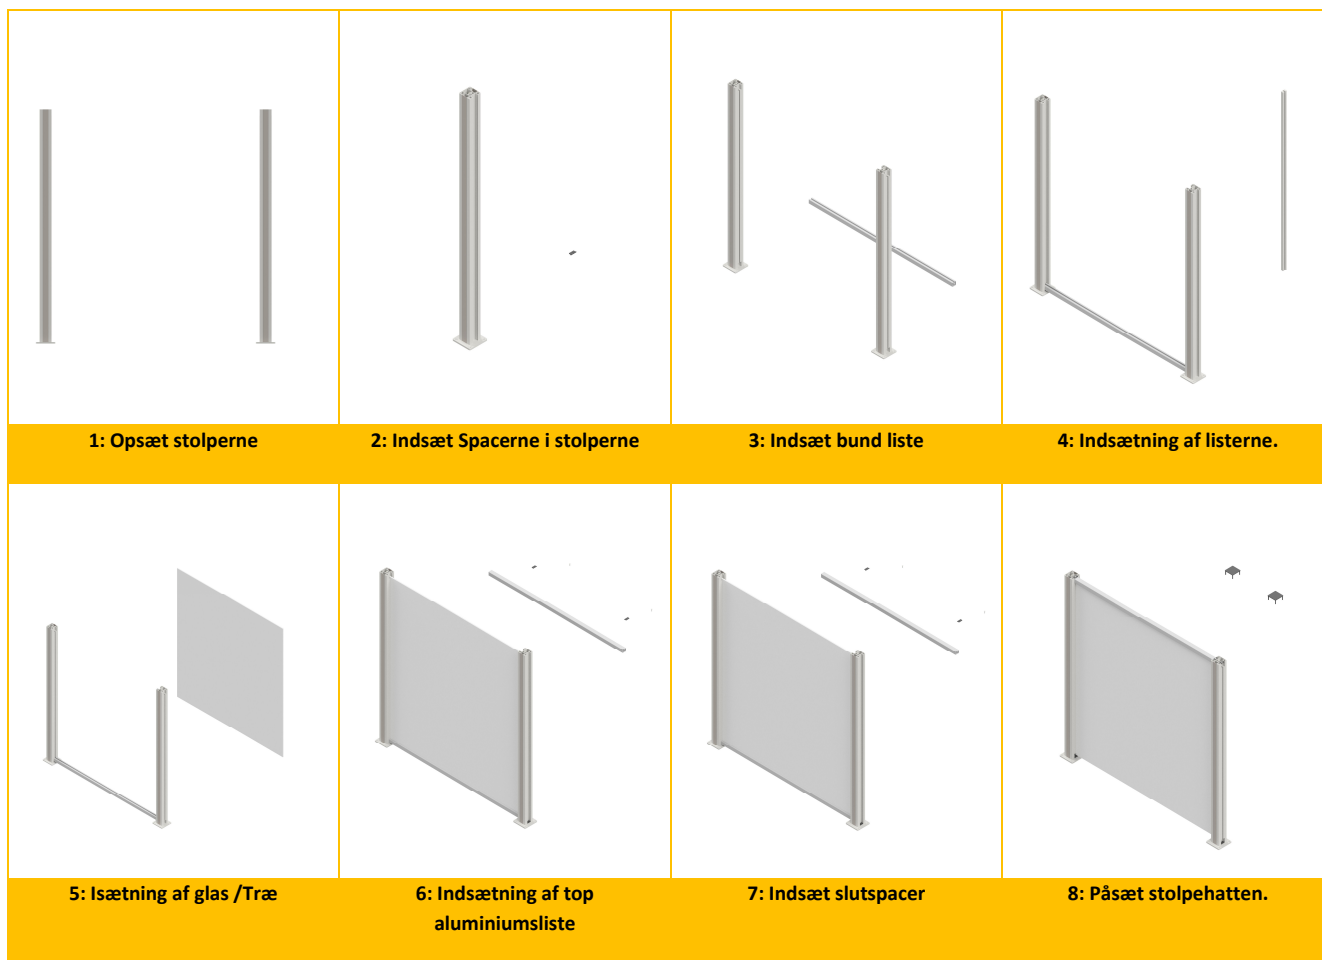 1: Opsæt stolperne
2: Indsæt Spacerne i stolperne
3: Indsæt bund liste
4: Indsætning af listerne.
5: Isætning af glas /Træ
6: Indsætning af top
aluminiumsliste
7: Indsæt slutspacer
8: Påsæt stolpehatten.